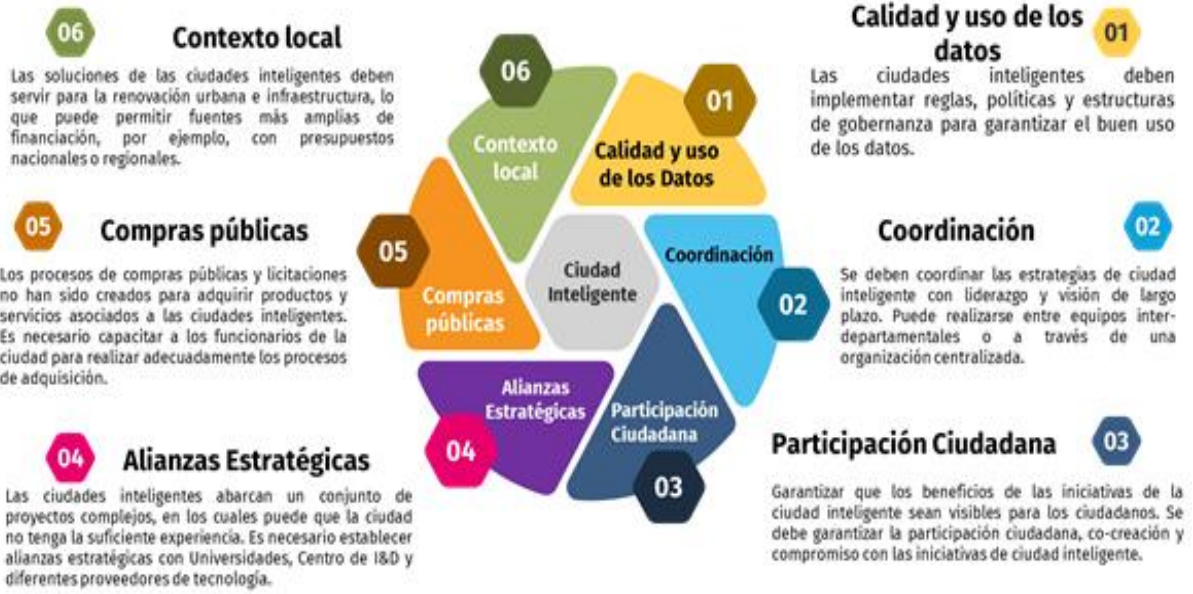 06
Contexto local
Las soluciones de las ciudades inteligentes deben
servir para la renovación urbana e infraestructura, lo
que puede permitir fuentes más amplias de
financiación, por ejemplo, con presupuestos
nacionales o regionales.
05
Compras públicas
Los procesos de compras públicas y licitaciones
no han sido creados para adquirir productos y
servicios asociados a las ciudades inteligentes.
Es necesario capacitar a los funcionarios de la
ciudad para realizar adecuadamente los procesos
de adquisición.
04
Alianzas Estratégicas
Las ciudades inteligentes abarcan un conjunto de
proyectos complejos, en los cuales puede que la ciudad
no tenga la suficiente experiencia. Es necesario establecer
alianzas estratégicas con Universidades, Centro de I&D y
diferentes proveedores de tecnología.
06
Contexto
local
01
Calidad y uso
de los Datos
05
Compras
públicas
Ciudad
Inteligente
Coordinación
02
Alianzas
Estratégicas
04
Participación
Ciudadana
03
Calidad y uso de los
datos
01
Las ciudades inteligentes deben
implementar reglas, políticas y estructuras
de gobernanza para garantizar el buen uso
de los datos.
Coordinación
02
Se deben coordinar las estrategias de ciudad
inteligente con liderazgo y visión de largo
plazo. Puede realizarse entre equipos inter-
departamentales o a través de una
organización centralizada.
Participación Ciudadana
03
Garantizar que los beneficios de las iniciativas de la
ciudad inteligente sean visibles para los ciudadanos. Se
debe garantizar la participación ciudadana, co-creación y
compromiso con las iniciativas de ciudad inteligente.